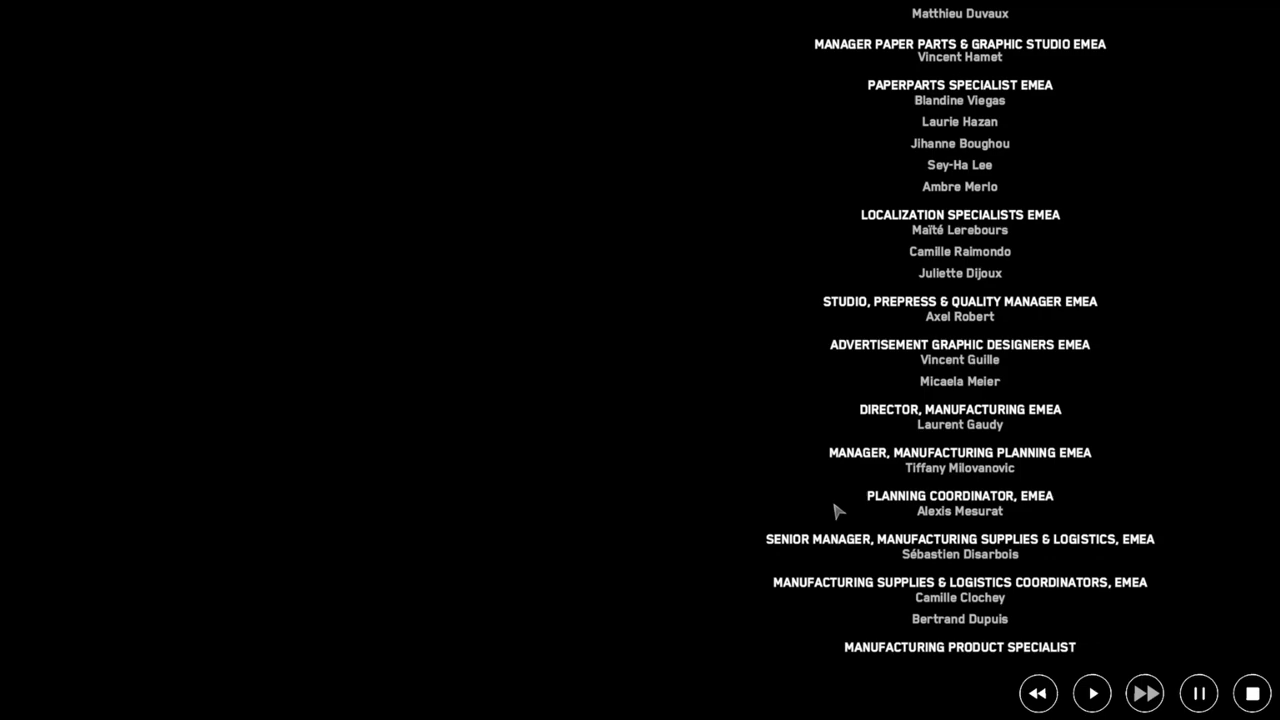 Matthieu Duvaux
MANAGER PAPER PARTS & GRAPHIC STUDIO EMEA
Vincent Hamet
PAPERPARTS SPECIALIST EMEA
Blandine Viegas
Laurie Hazan
Jihanne Boughou
Sey-Ha Lee
Ambre Merlo
LOCALIZATION SPECIALISTS EMEA
Maïté Lerebours
Camille Raimondo
Juliette Dijoux
STUDIO, PREPRESS & QUALITY MANAGER EMEA
Axel Robert
ADVERTISEMENT GRAPHIC DESIGNERS EMEA
Vincent Guille
Micaela Meier
DIRECTOR, MANUFACTURING EMEA
Laurent Gaudy
MANAGER, MANUFACTURING PLANNING EMEA
Tiffany Milovanovic
PLANNING COORDINATOR, EMEA
Alexis Mesurat
SENIOR MANAGER, MANUFACTURING SUPPLIES & LOGISTICS, EMEA
Sébastien Disarbois
MANUFACTURING SUPPLIES & LOGISTICS COORDINATORS, EMEA
Camille Clochey
Bertrand Dupuis
MANUFACTURING PRODUCT SPECIALIST